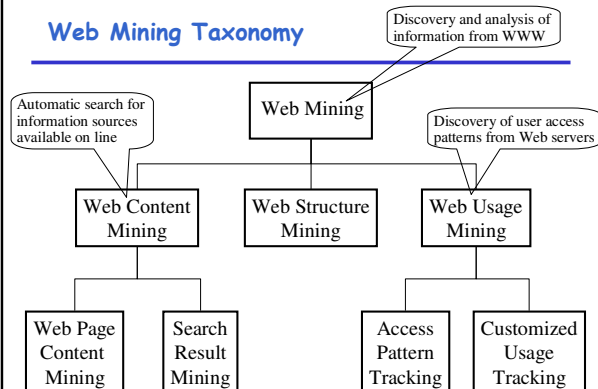 Web Mining Taxonomy
Discovery and analysis of
information from WWW
Web Mining
Automatic search for
information sources
available on line
Discovery of user access
patterns from Web servers
Web Content
Mining
Web Structure
Mining
Web Usage
Mining
Web Page
Content
Mining
Search
Result
Mining
Access
Pattern
Tracking
Customized
Usage
Tracking